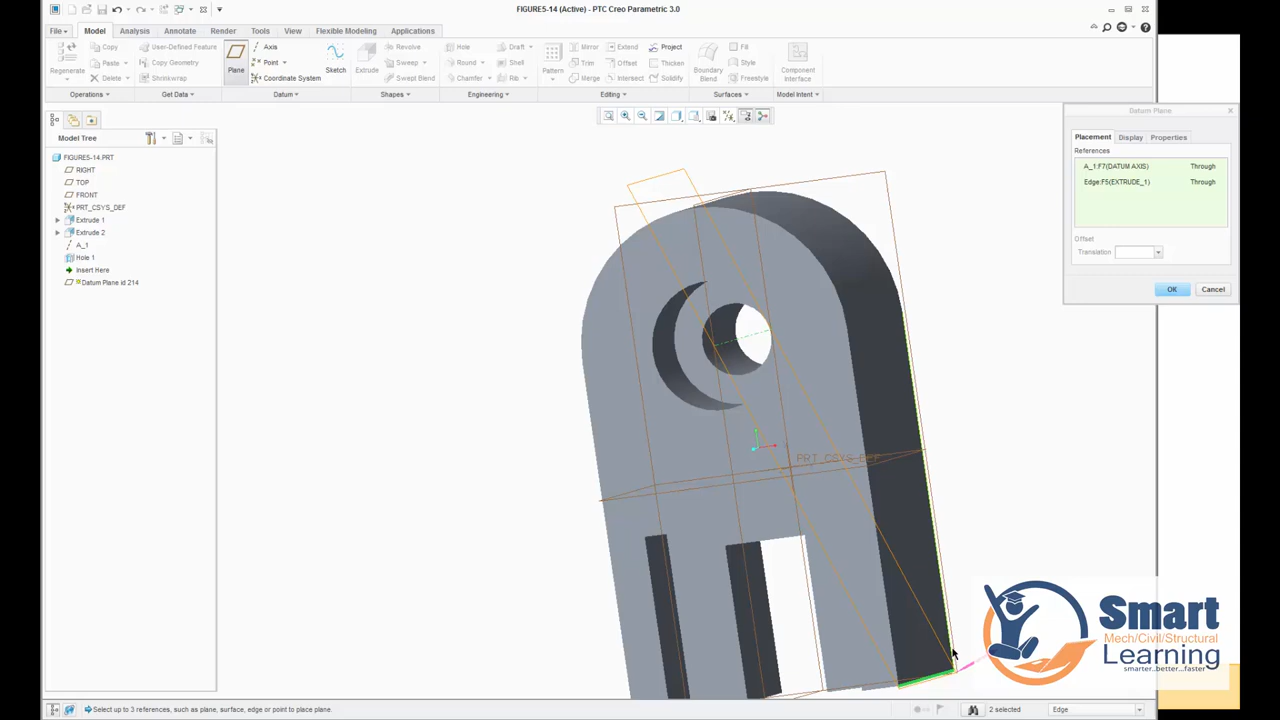 FIGURE5-14 (Active) - PTC Creo Parametric 3.0
File Model Analysis Annotate Render Tools View Flexible Modeling Applications
Regenerate
Copy
Paste
Delete
User-Defined Feature
Copy Geometry
Shrinkwrap
Plane
Axis
Point
Coordinate System
Sketch
Extrude
Revolve
Sweep
Swept Blend
Hole
Round
Chamfer
Draft
Shell
Rib
Pattern
Mirror
Trim
Merge
Extend
Offset
Intersect
Project
Thicken
Solidify
Boundary
Blend
Fill
Style
Freestyle
Component
Interface
Operations Get Data Datum Shapes Engineering Editing Surfaces Model Intent
Model Tree
FIGURE5-14.PRT
RIGHT
TOP
FRONT
PRT_CSYS_DEF
Extrude 1
Extrude 2
A_1
Hole 1
Insert Here
Datum Plane id 214
PRT_CSYS_DEF
Datum Plane
Placement Display Properties
References
A_1:F7(DATUM AXIS) Through
Edge:F5(EXTRUDE_1) Through
Offset
Translation
OK Cancel
Smart
Mech/Civil/Structural
Learning
smarter..better...faster
Select up to 3 references, such as plane, surface, edge or point to place plane.
2 selected
Edge